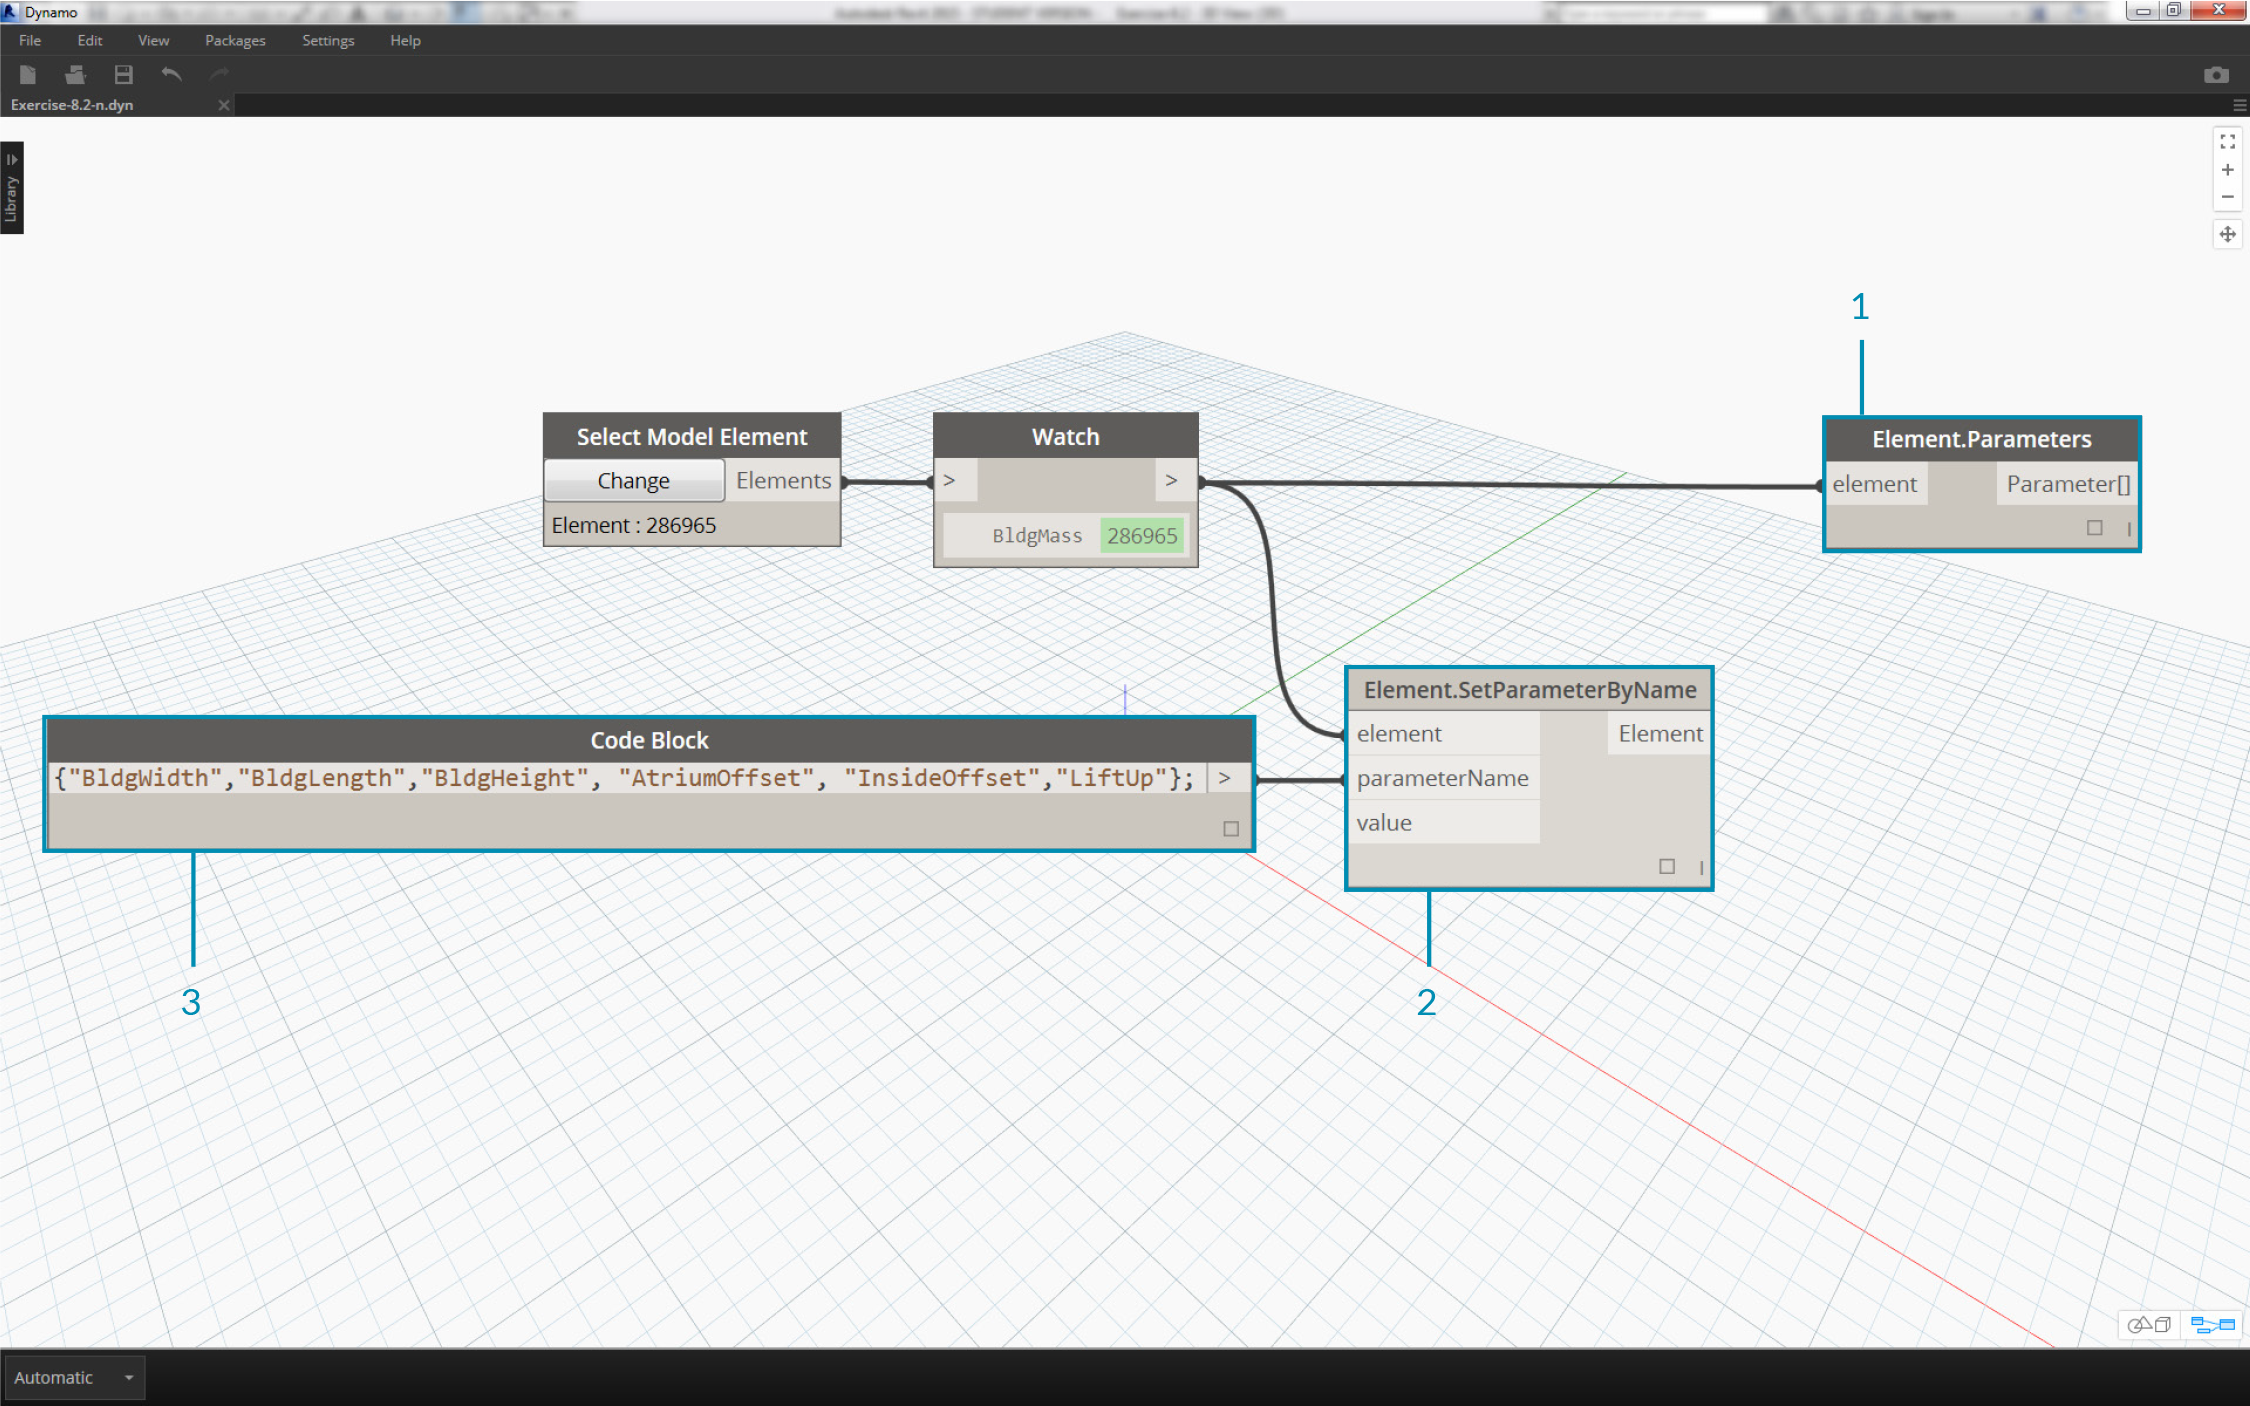 Dynamo
File Edit View Packages Settings Help
Exercise-8.2-n.dyn
Library
1
Select Model Element
Change Elements
Element : 286965
Watch
> >
BldgMass 286965
Element.Parameters
element Parameter[]
Element.SetParameterByName
element Element
parameterName
value
Code Block
{"BldgWidth","BldgLength","BldgHeight", "AtriumOffset", "InsideOffset","LiftUp"}; >
3
2
Automatic